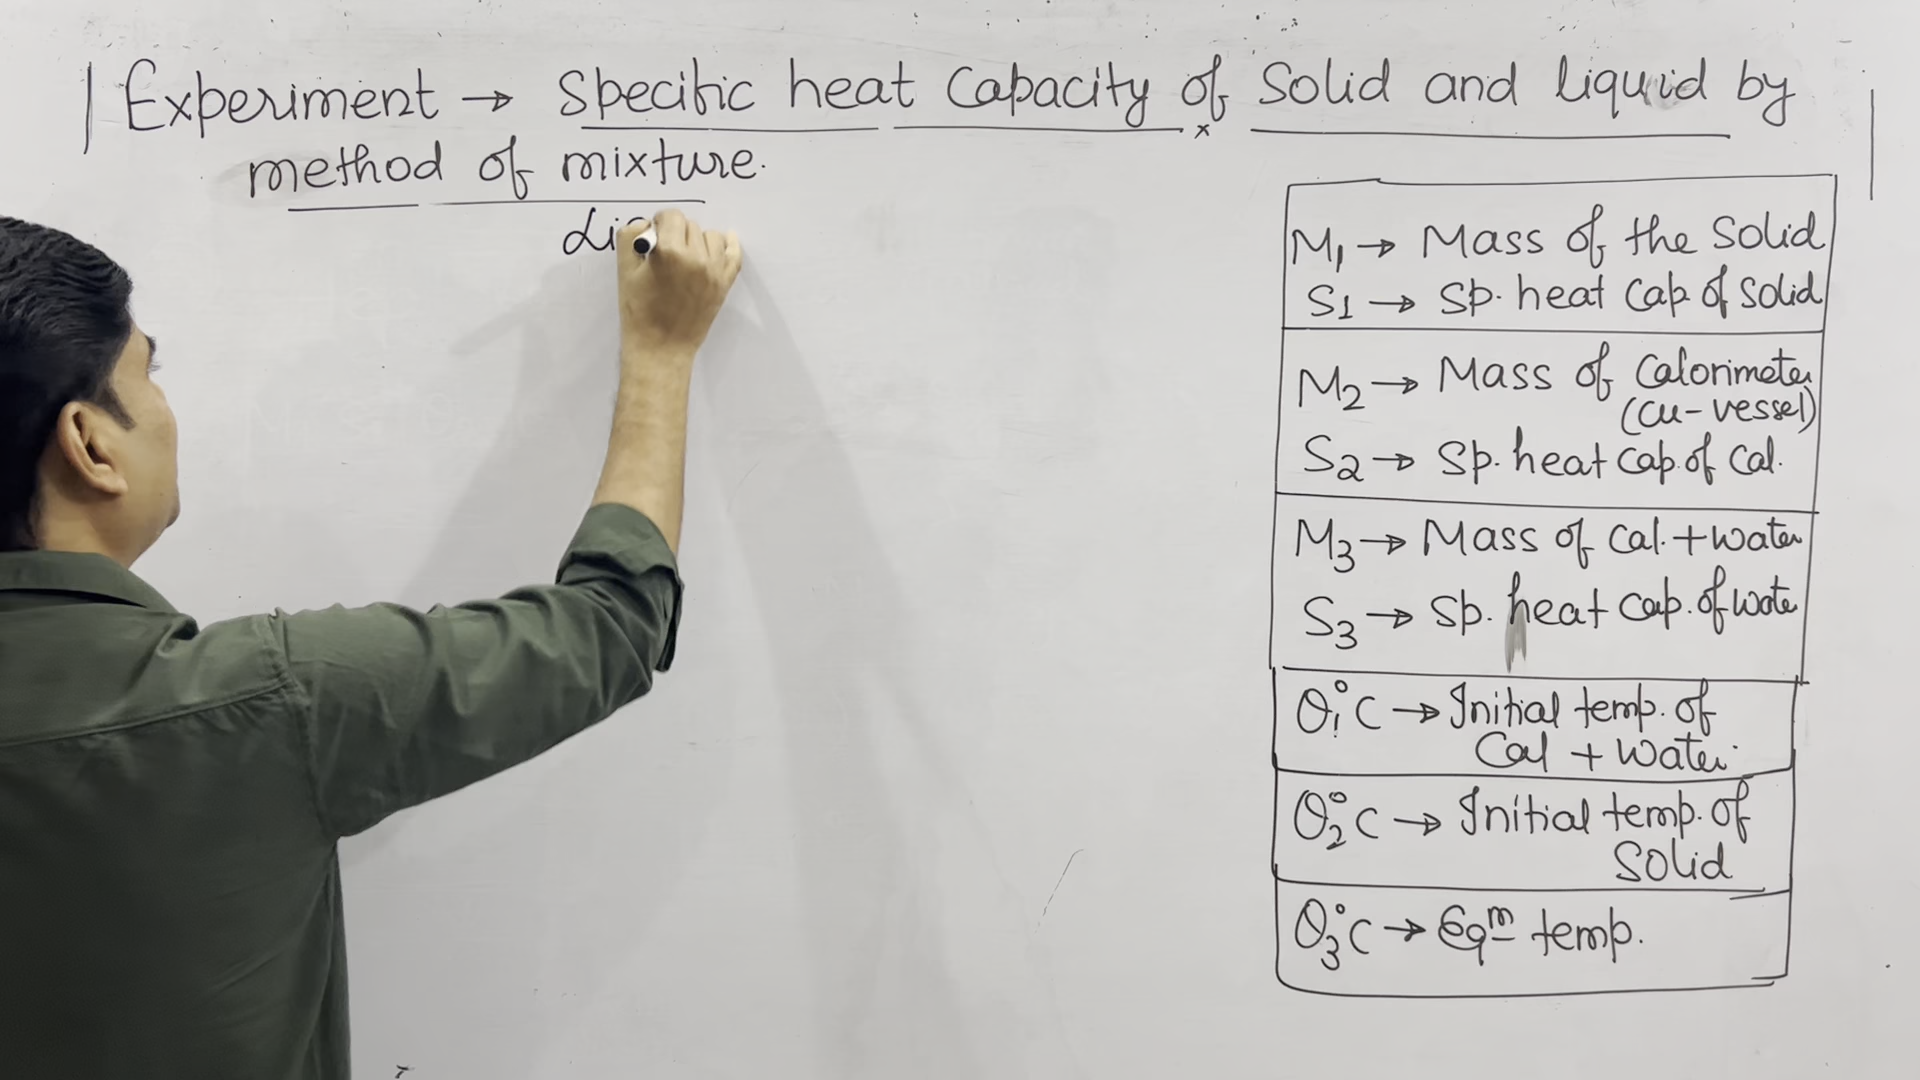 Experiment → Specific heat Capacity of Solid and liquid by
method of mixture.
M₁ → Mass of the Solid
S₁ → Sp. heat Cap. of Solid
M₂ → Mass of Calorimeter
(Cu-vessel)
S₂ → Sp. heat Cap. of Cal.
M₃ → Mass of Cal. + Water
S₃ → Sp. heat Cap. of Water
θ₁°C → Initial temp. of
Cal + Water.
θ₂°C → Initial temp. of
Solid
θ₃°C → Eqᵐ temp.